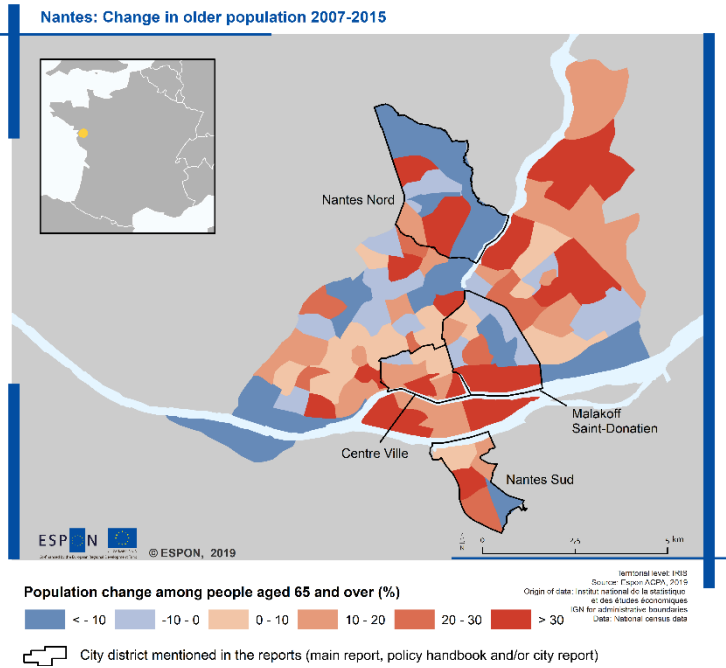 Nantes: Change in older population 2007-2015
Nantes Nord
Malakoff
Saint-Donatien
Centre Ville
Nantes Sud
ESPON
© ESPON, 2019
0 2,5 5 km
Territorial level: IRIS
Source: Espon ACPA, 2019
Origin of data: Institut national de la statistique
et des études économiques
IGN for administrative boundaries
Data: National census data
Population change among people aged 65 and over (%)
< - 10 -10 - 0 0 - 10 10 - 20 20 - 30 > 30
City district mentioned in the reports (main report, policy handbook and/or city report)